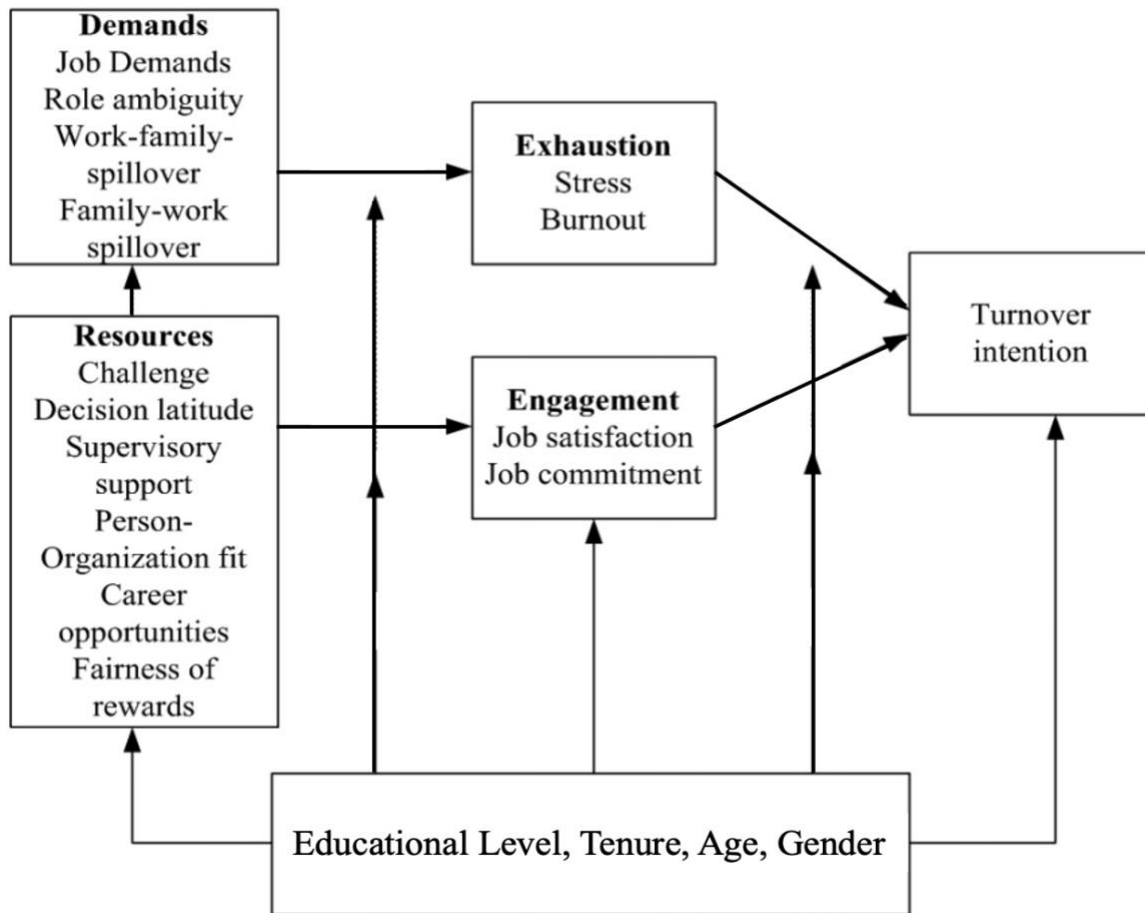 Demands
Job Demands
Role ambiguity
Work-family-
spillover
Family-work
spillover
Resources
Challenge
Decision latitude
Supervisory
support
Person-
Organization fit
Career
opportunities
Fairness of
rewards
Exhaustion
Stress
Burnout
Engagement
Job satisfaction
Job commitment
Turnover
intention
Educational Level, Tenure, Age, Gender